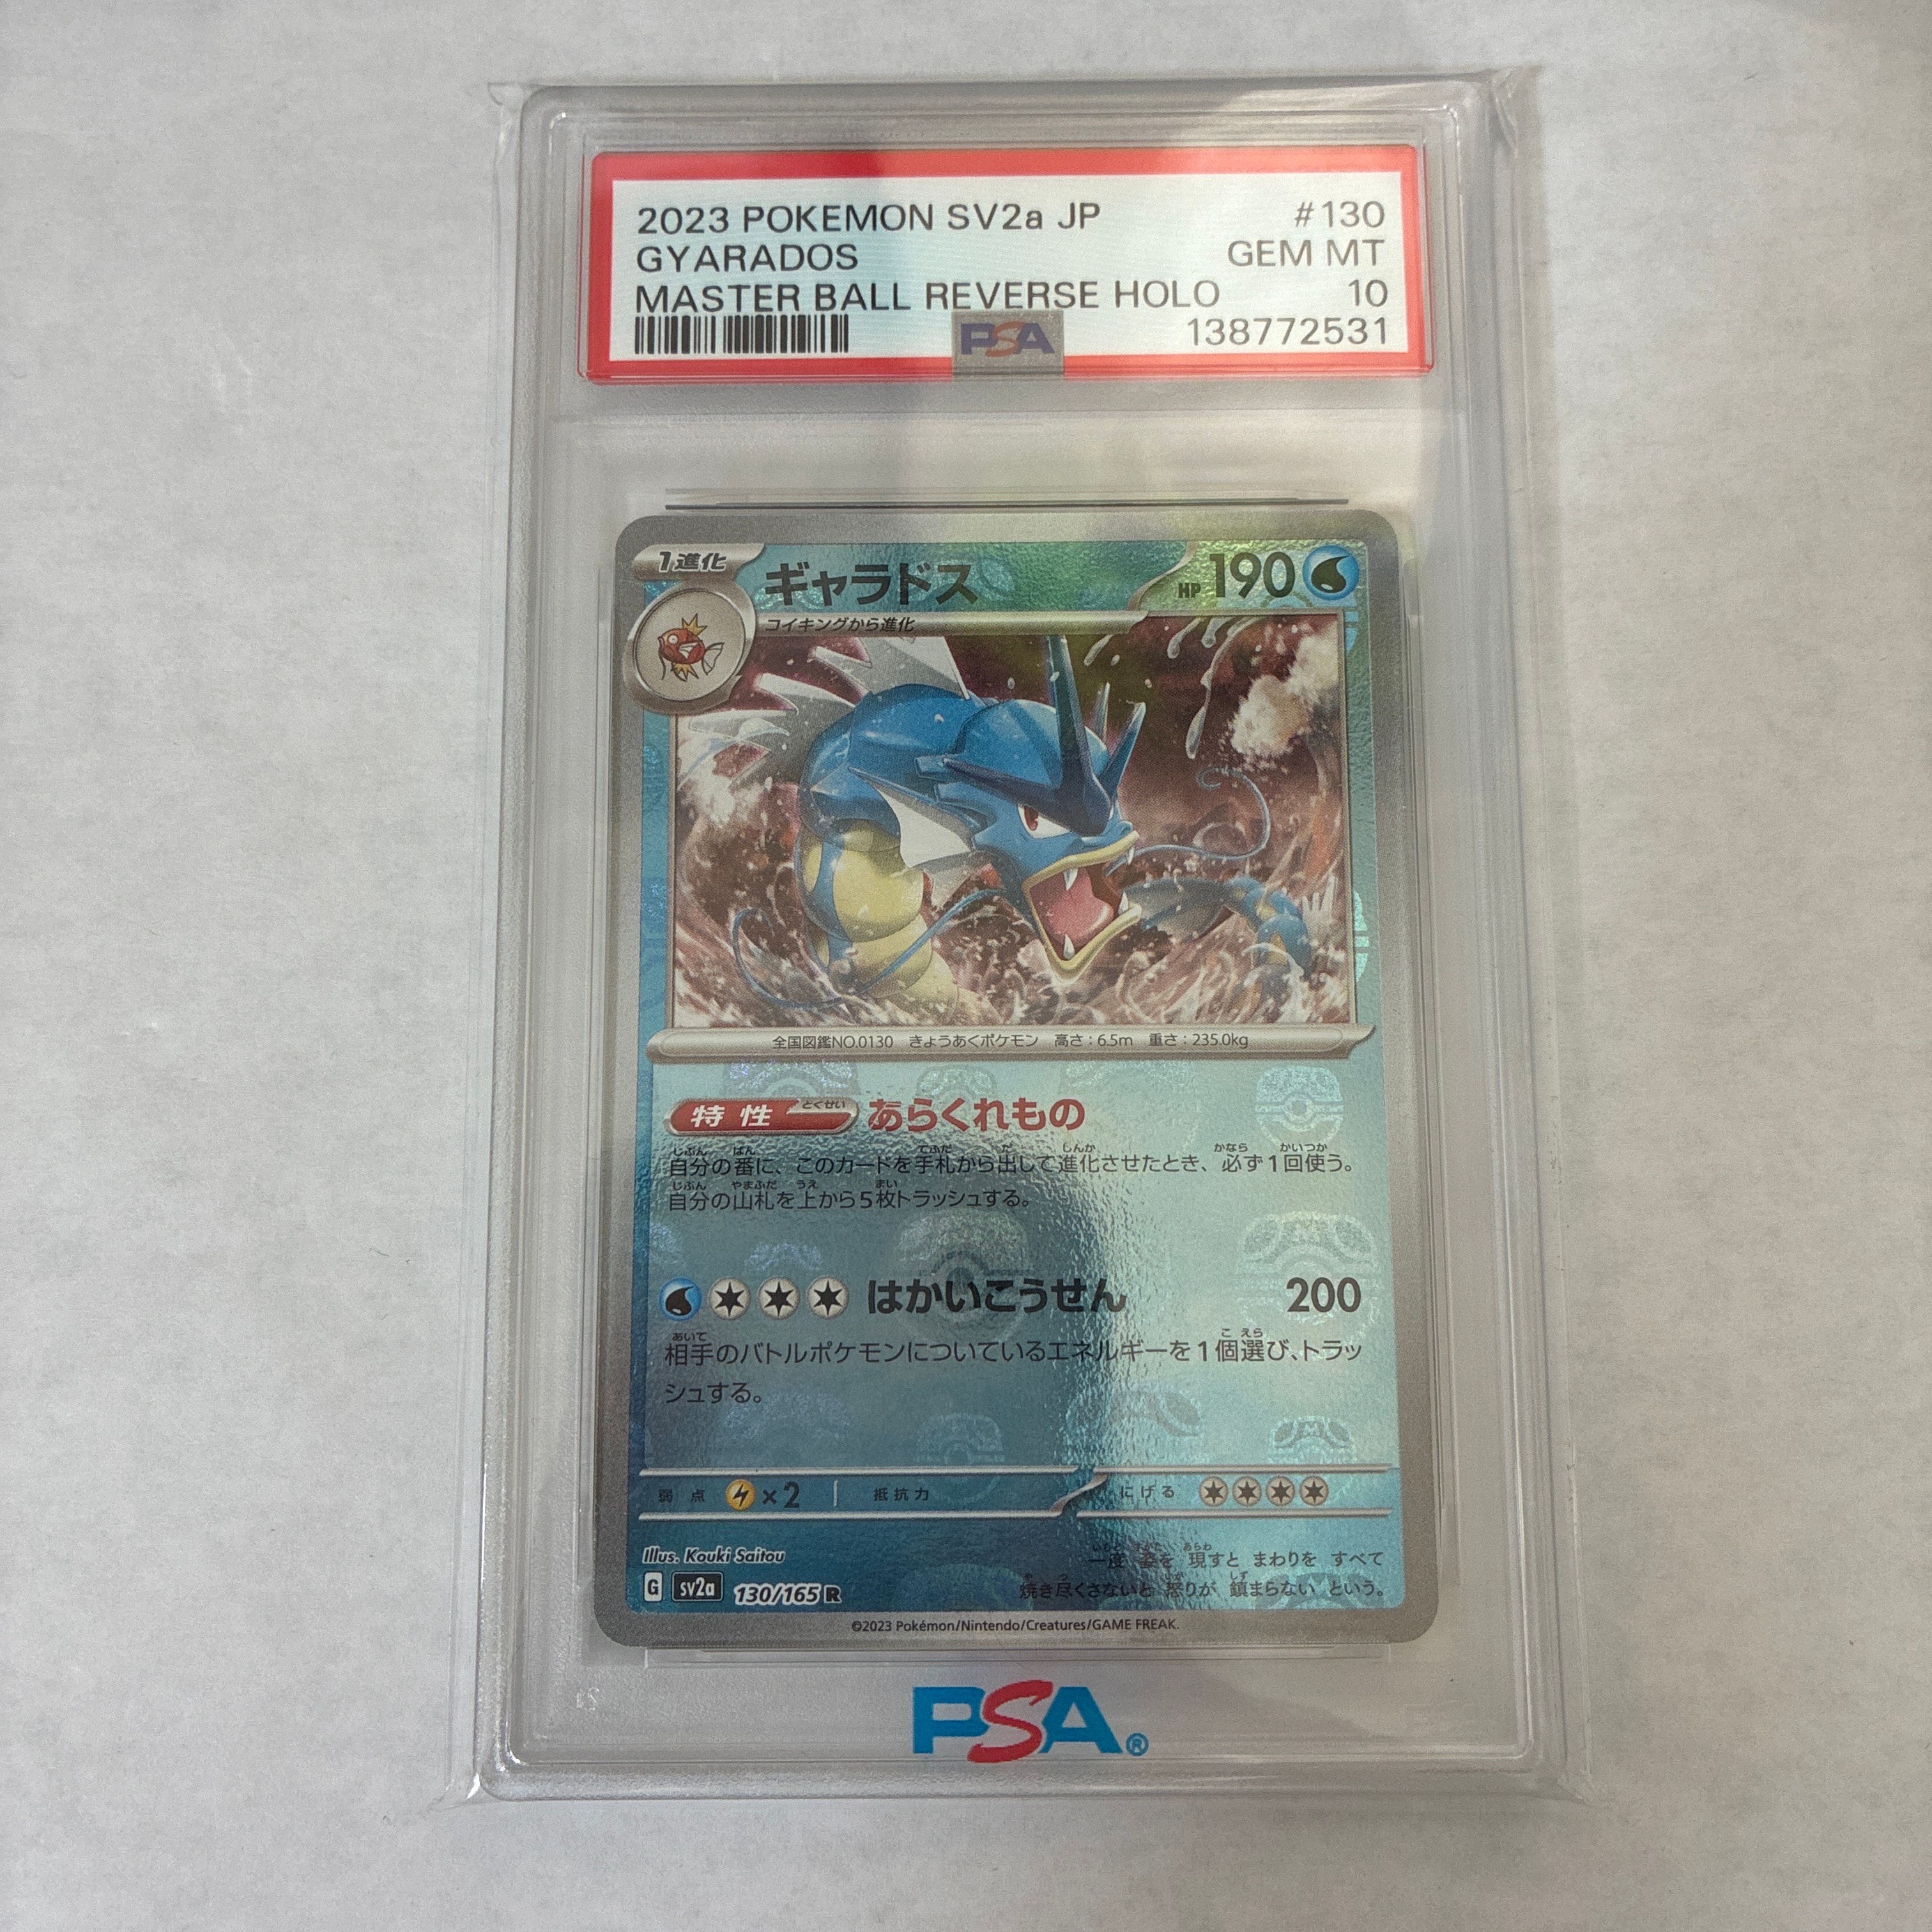 2023 POKEMON SV2a JP #130
GYARADOS GEM MT
MASTER BALL REVERSE HOLO 10
PSA 138772531
1進化 ギャラドス HP 190
コイキングから進化
全国図鑑NO.0130 きょうあくポケモン 高さ:6.5m 重さ:235.0kg
特性 とくせい あらくれもの
自分の番に、このカードを手札から出して進化させたとき、必ず1回使う。
自分の山札を上から5枚トラッシュする。
はかいこうせん 200
相手のバトルポケモンについているエネルギーを1個選び、トラッ
シュする。
弱点 ×2 抵抗力 にげる
Illus. Kouki Saitou
一度 姿を 現すと まわりを すべて
焼き尽くさないと 怒りが 鎮まらない という。
G sv2a 130/165 R
©2023 Pokémon/Nintendo/Creatures/GAME FREAK.
PSA®